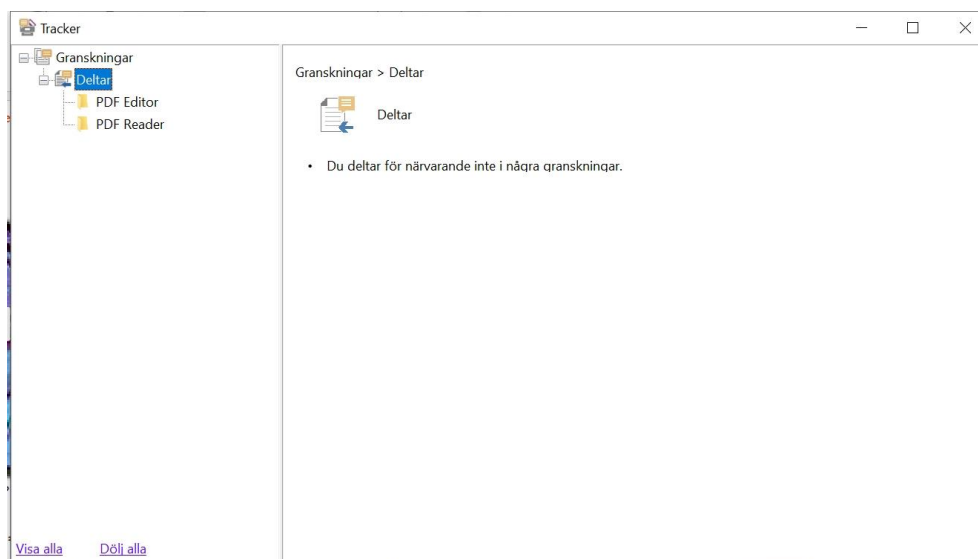 Tracker
Granskningar
Deltar
PDF Editor
PDF Reader
Visa alla Dölj alla
Granskningar > Deltar
Deltar
• Du deltar för närvarande inte i några granskningar.